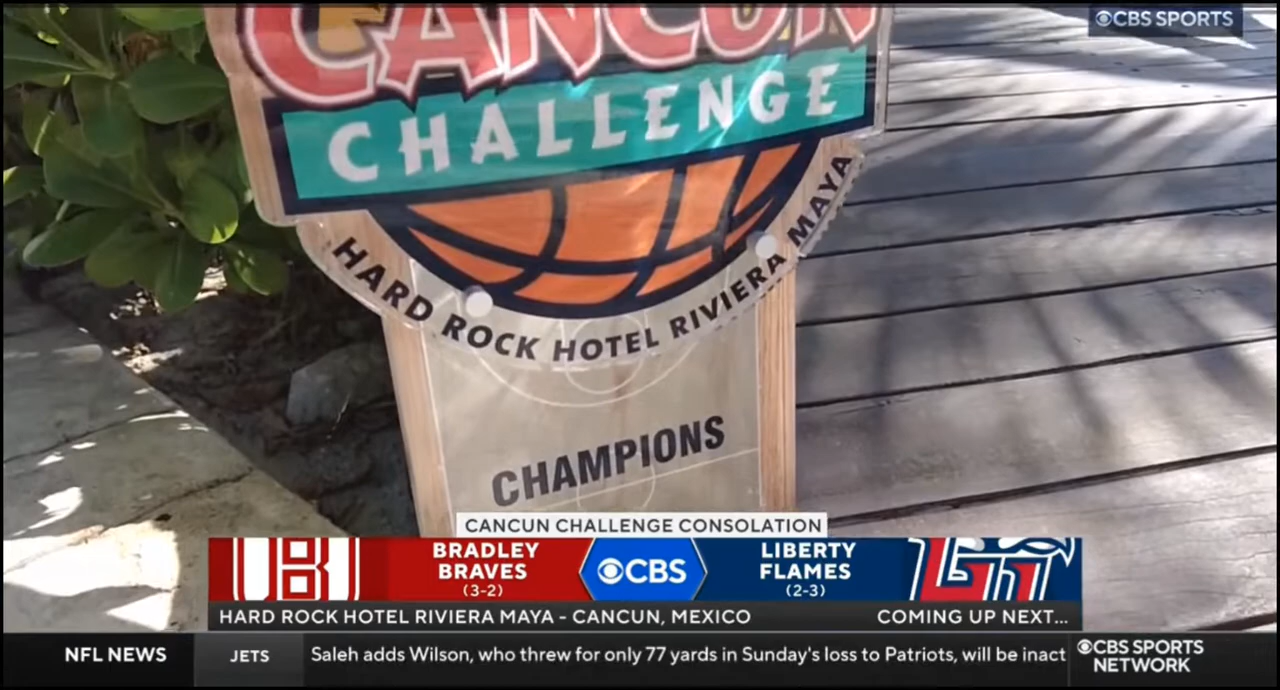 CBS SPORTS
CANCUN
CHALLENGE
HARD ROCK HOTEL RIVIERA MAYA
CHAMPIONS
CANCUN CHALLENGE CONSOLATION
BRADLEY
BRAVES
(3-2)
CBS
LIBERTY
FLAMES
(2-3)
HARD ROCK HOTEL RIVIERA MAYA - CANCUN, MEXICO
COMING UP NEXT...
NFL NEWS
JETS
Saleh adds Wilson, who threw for only 77 yards in Sunday's loss to Patriots, will be inact
CBS SPORTS
NETWORK